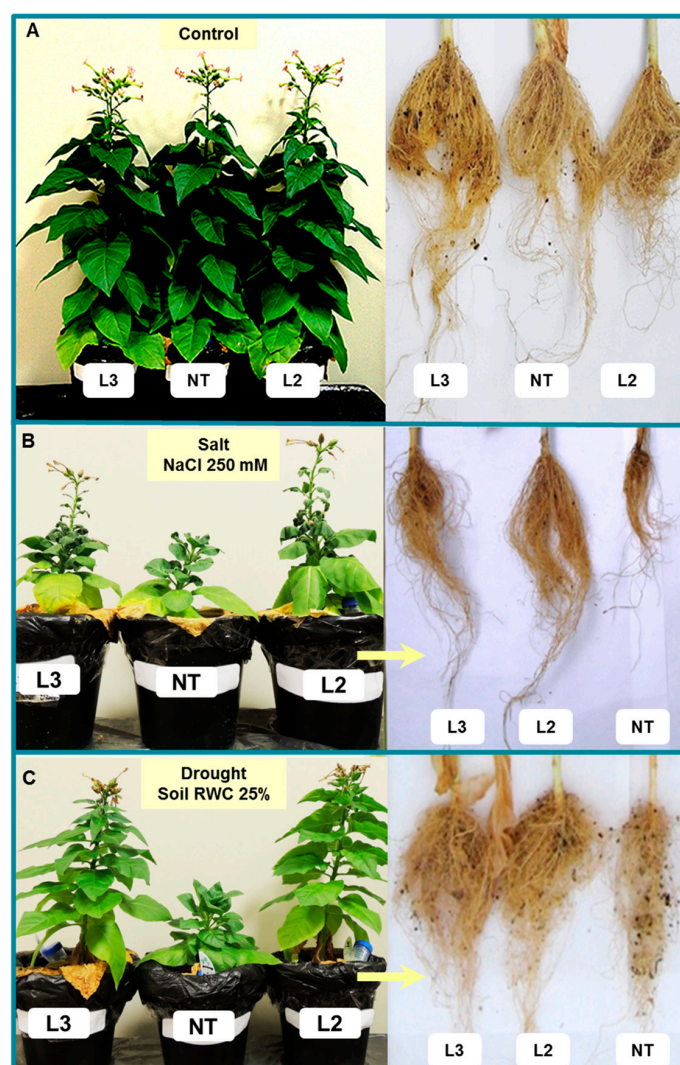 A
Control
L3 NT L2
L3 NT L2
B
Salt
NaCl 250 mM
L3 NT L2
L3 L2 NT
C
Drought
Soil RWC 25%
L3 NT L2
L3 L2 NT